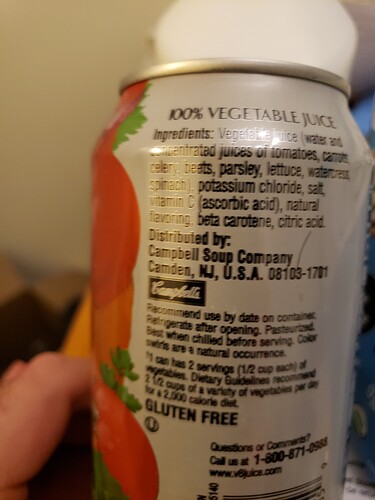 100% VEGETABLE JUICE
Ingredients: Vegetable juice (water and
concentrated juices of tomatoes, carrots,
celery, beets, parsley, lettuce, watercress,
spinach), potassium chloride, salt,
vitamin C (ascorbic acid), natural
flavoring, beta carotene, citric acid.
Distributed by:
Campbell Soup Company
Camden, NJ, U.S.A. 08103-1701
Campbell's
Recommend use by date on container.
Refrigerate after opening. Pasteurized.
Best when chilled before serving. Color
swirls are a natural occurrence.
*1 can has 2 servings (1/2 cup each) of
vegetables. Dietary Guidelines recommend
2 1/2 cups of a variety of vegetables per day
for a 2,000 calorie diet.
GLUTEN FREE
U
Questions or Comments?
Call us at 1-800-871-0988
www.v8juice.com